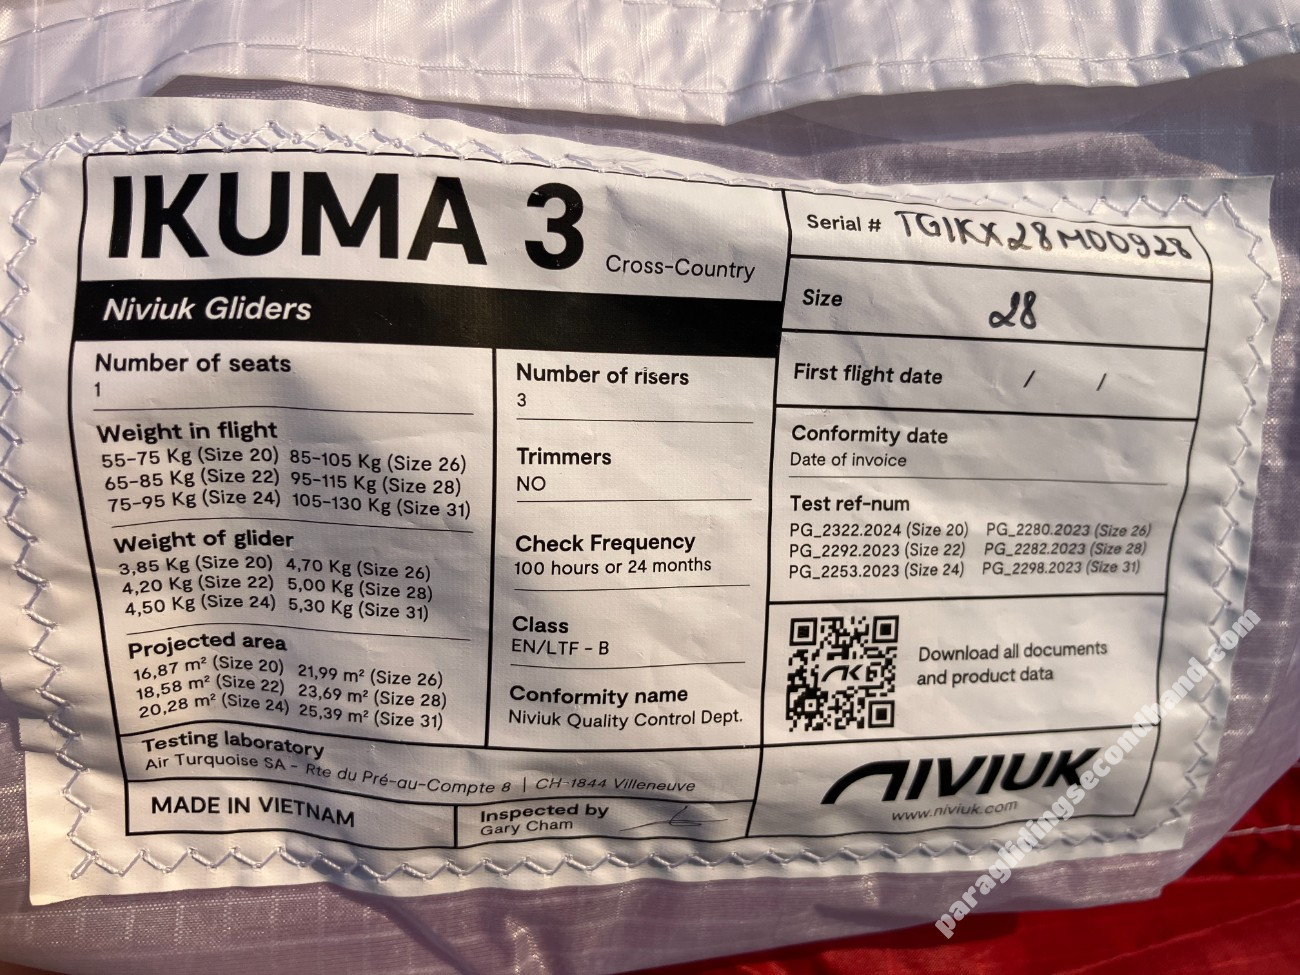 IKUMA 3
Cross-Country
Niviuk Gliders
Number of seats
1
Weight in flight
55-75 Kg (Size 20) 85-105 Kg (Size 26)
65-85 Kg (Size 22) 95-115 Kg (Size 28)
75-95 Kg (Size 24) 105-130 Kg (Size 31)
Weight of glider
3,85 Kg (Size 20) 4,70 Kg (Size 26)
4,20 Kg (Size 22) 5,00 Kg (Size 28)
4,50 Kg (Size 24) 5,30 Kg (Size 31)
Projected area
16,87 m² (Size 20) 21,99 m² (Size 26)
18,58 m² (Size 22) 23,69 m² (Size 28)
20,28 m² (Size 24) 25,39 m² (Size 31)
Number of risers
3
Trimmers
NO
Check Frequency
100 hours or 24 months
Class
EN/LTF - B
Conformity name
Niviuk Quality Control Dept.
Testing laboratory
Air Turquoise SA - Rte du Pré-au-Compte 8 | CH-1844 Villeneuve
MADE IN VIETNAM
Inspected by
Gary Cham
Serial # TGIKX28M00928
Size 28
First flight date / /
Conformity date
Date of invoice
Test ref-num
PG_2322.2024 (Size 20) PG_2280.2023 (Size 26)
PG_2292.2023 (Size 22) PG_2282.2023 (Size 28)
PG_2253.2023 (Size 24) PG_2298.2023 (Size 31)
Download all documents
and product data
NIVIUK
www.niviuk.com
paraglidingsecondhand.com